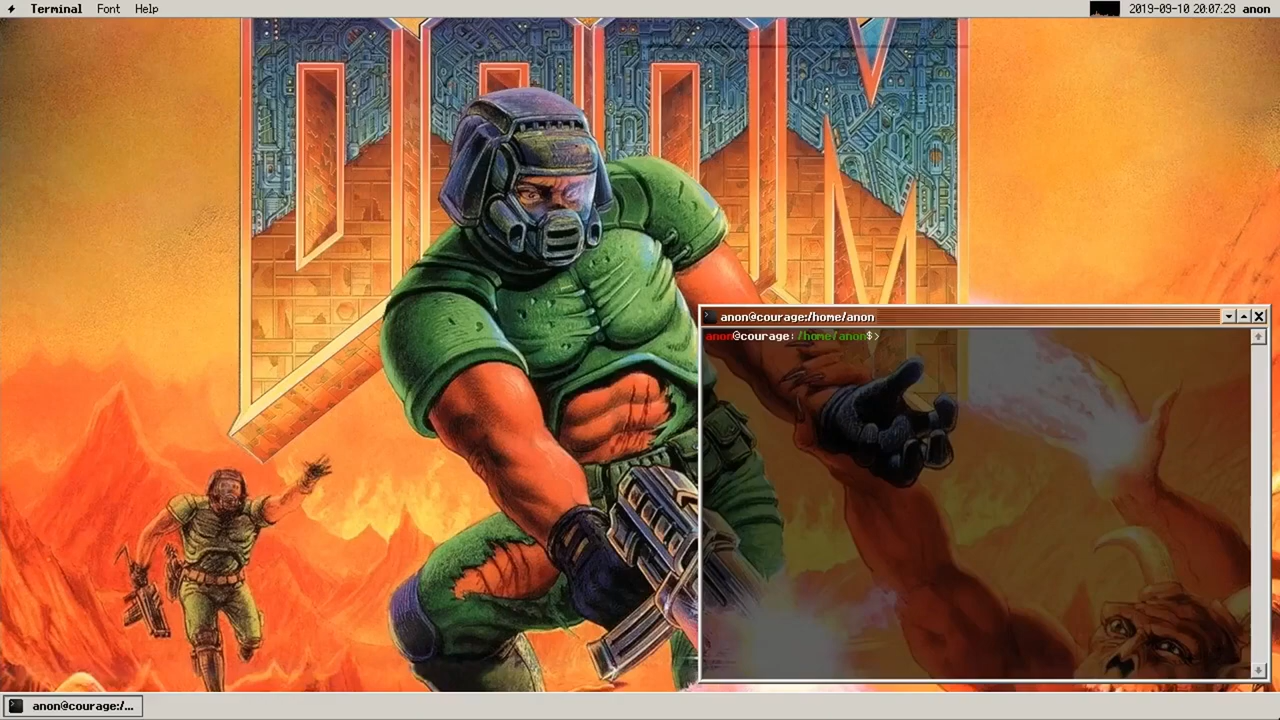 Terminal Font Help
2019-09-10 20:07:29 anon
DOOM
anon@courage:/home/anon
anon@courage:/home/anon$>
anon@courage:/...